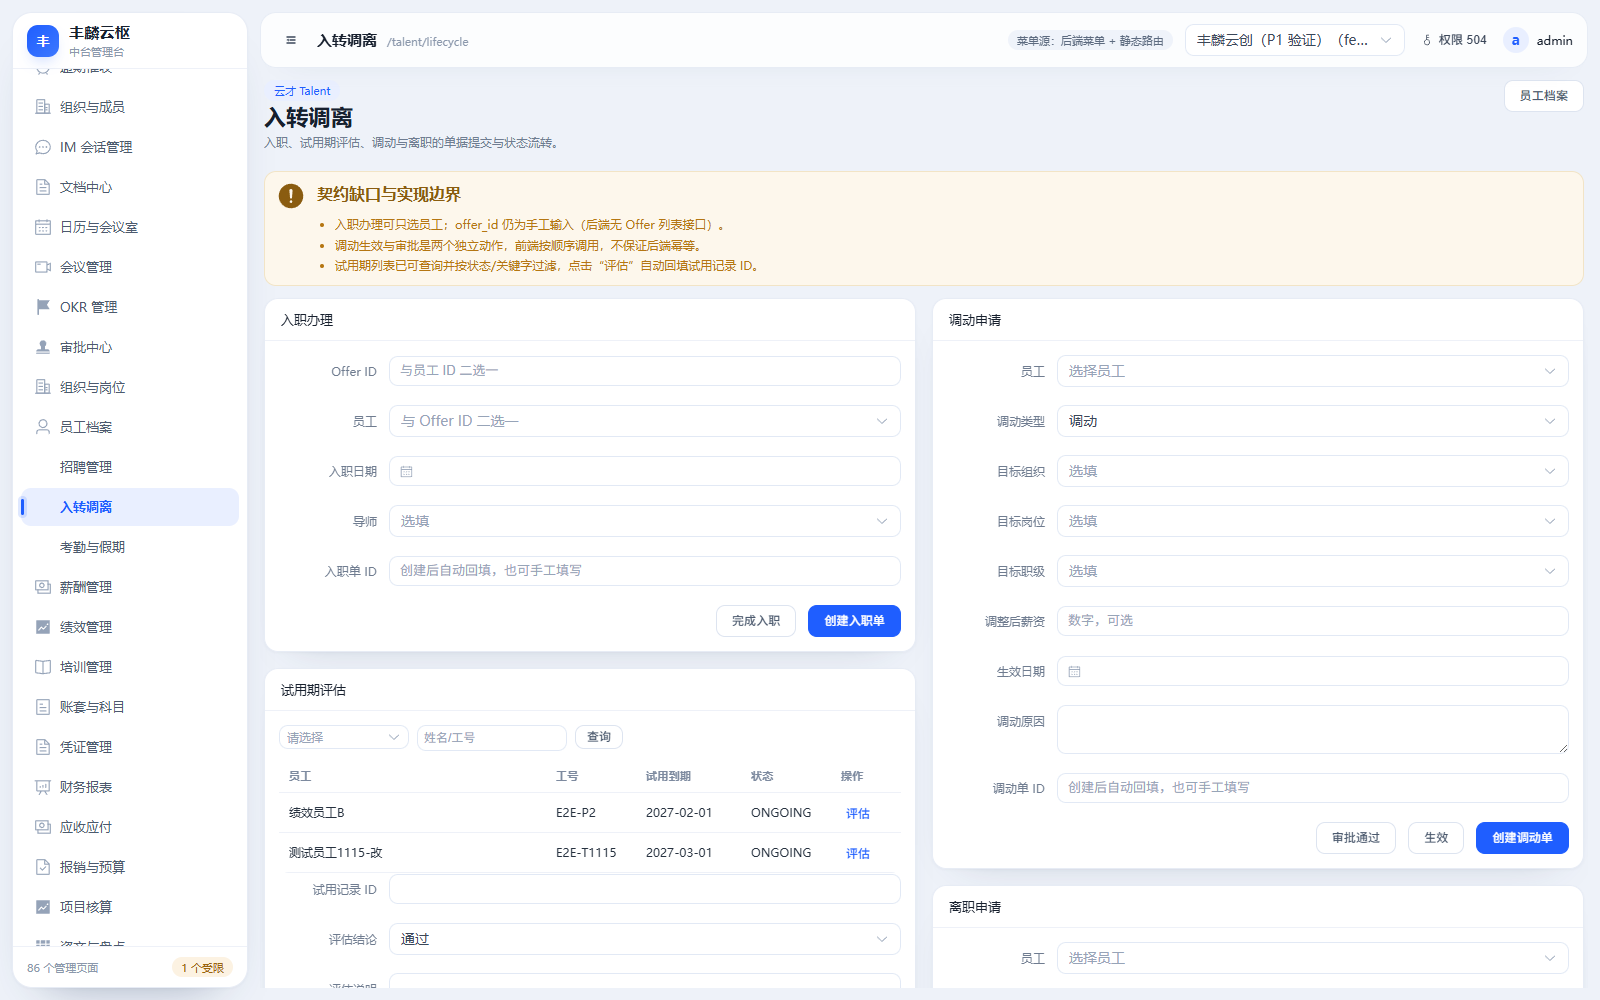 丰
丰麟云枢
中台管理台
组织与成员
IM 会话管理
文档中心
日历与会议室
会议管理
OKR 管理
审批中心
组织与岗位
员工档案
招聘管理
入转调离
考勤与假期
薪酬管理
绩效管理
培训管理
账套与科目
凭证管理
财务报表
应收应付
报销与预算
项目核算
86 个管理页面
1 个受限
入转调离
/talent/lifecycle
菜单源：后端菜单 + 静态路由
丰麟云创（P1 验证）（fe...
权限 504
a
admin
云才 Talent
入转调离
入职、试用期评估、调动与离职的单据提交与状态流转。
员工档案
契约缺口与实现边界
入职办理可只选员工；offer_id 仍为手工输入（后端无 Offer 列表接口）。
调动生效与审批是两个独立动作，前端按顺序调用，不保证后端幂等。
试用期列表已可查询并按状态/关键字过滤，点击“评估”自动回填试用记录 ID。
入职办理
Offer ID
与员工 ID 二选一
员工
与 Offer ID 二选一
入职日期
导师
选填
入职单 ID
创建后自动回填，也可手工填写
完成入职
创建入职单
试用期评估
请选择
姓名/工号
查询
员工 工号 试用到期 状态 操作
绩效员工B E2E-P2 2027-02-01 ONGOING 评估
测试员工1115-改 E2E-T1115 2027-03-01 ONGOING 评估
试用记录 ID
评估结论
通过
评估说明
调动申请
员工
选择员工
调动类型
调动
目标组织
选填
目标岗位
选填
目标职级
选填
调整后薪资
数字，可选
生效日期
调动原因
调动单 ID
创建后自动回填，也可手工填写
审批通过
生效
创建调动单
离职申请
员工
选择员工